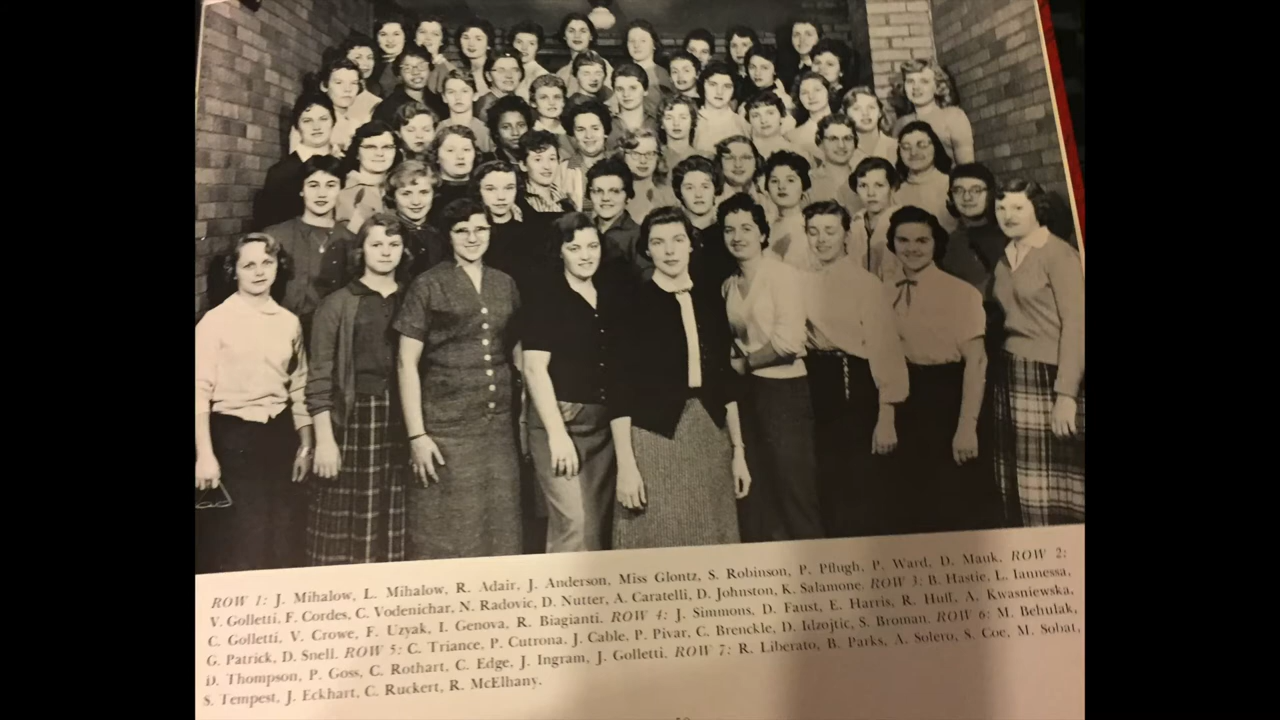 ROW 1: J. Mihalow, L. Mihalow, R. Adair, J. Anderson, Miss Glontz, S. Robinson, P. Pflugh, P. Ward, D. Mauk. ROW 2:
V. Golletti, F. Cordes, C. Vodenichar, N. Radovic, D. Nutter, A. Caratelli, D. Johnston, K. Salamone. ROW 3: B. Hastie, L. Iannessa,
C. Golletti, V. Crowe, F. Uzyak, I. Genova, R. Biagianti. ROW 4: J. Simmons, D. Faust, E. Harris, R. Huff, A. Kwasniewska,
G. Patrick, D. Snell. ROW 5: C. Triance, P. Cutrona, J. Cable, P. Pivar, C. Brenckle, D. Idzojtic, S. Broman. ROW 6: M. Behulak,
D. Thompson, P. Goss, C. Rothart, C. Edge, J. Ingram, J. Golletti. ROW 7: R. Liberato, B. Parks, A. Solero, S. Coe, M. Sobat,
S. Tempest, J. Eckhart, C. Ruckert, R. McElhany.